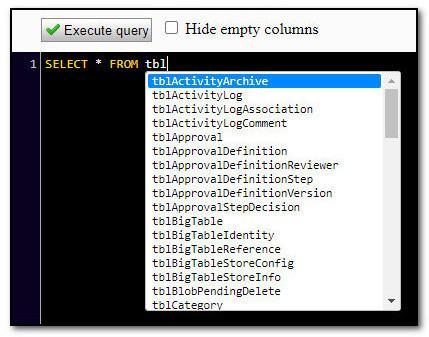 Execute query Hide empty columns
1 SELECT * FROM tbl
tblActivityArchive
tblActivityLog
tblActivityLogAssociation
tblActivityLogComment
tblApproval
tblApprovalDefinition
tblApprovalDefinitionReviewer
tblApprovalDefinitionStep
tblApprovalDefinitionVersion
tblApprovalStepDecision
tblBigTable
tblBigTableIdentity
tblBigTableReference
tblBigTableStoreConfig
tblBigTableStoreInfo
tblBlobPendingDelete
tblCategory